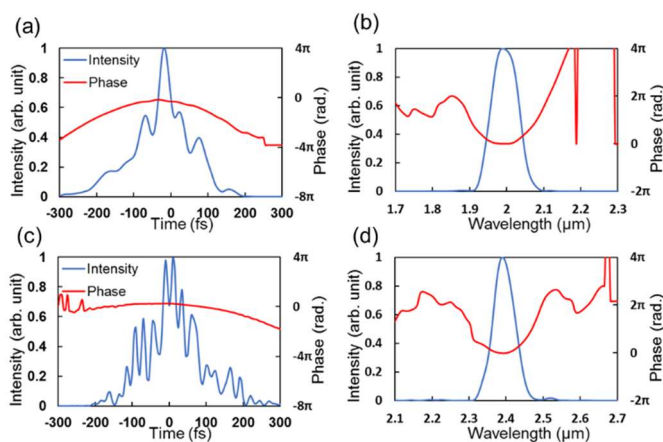 (a)
Intensity (arb. unit)
1
0.8
0.6
0.4
0.2
0
Intensity
Phase
4π
0
-4π
-8π
Phase (rad.)
-300 -200 -100 0 100 200 300
Time (fs)
(b)
Intensity (arb. unit)
1
0.8
0.6
0.4
0.2
0
4π
2π
0
-2π
Phase (rad.)
1.7 1.8 1.9 2 2.1 2.2 2.3
Wavelength (μm)
(c)
Intensity (arb. unit)
1
0.8
0.6
0.4
0.2
0
Intensity
Phase
4π
0
-4π
-8π
Phase (rad.)
-300 -200 -100 0 100 200 300
Time (fs)
(d)
Intensity (arb. unit)
1
0.8
0.6
0.4
0.2
0
4π
2π
0
-2π
Phase (rad.)
2.1 2.2 2.3 2.4 2.5 2.6 2.7
Wavelength (μm)